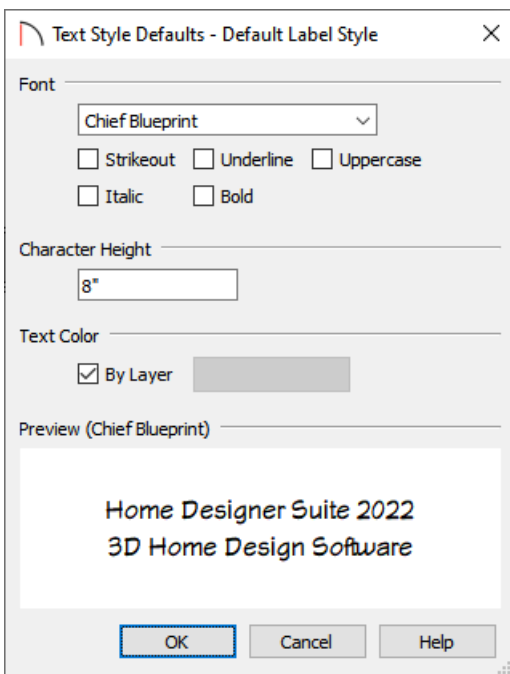 Text Style Defaults - Default Label Style
Font
Chief Blueprint
Strikeout Underline Uppercase
Italic Bold
Character Height
8"
Text Color
By Layer
Preview (Chief Blueprint)
Home Designer Suite 2022
3D Home Design Software
OK Cancel Help